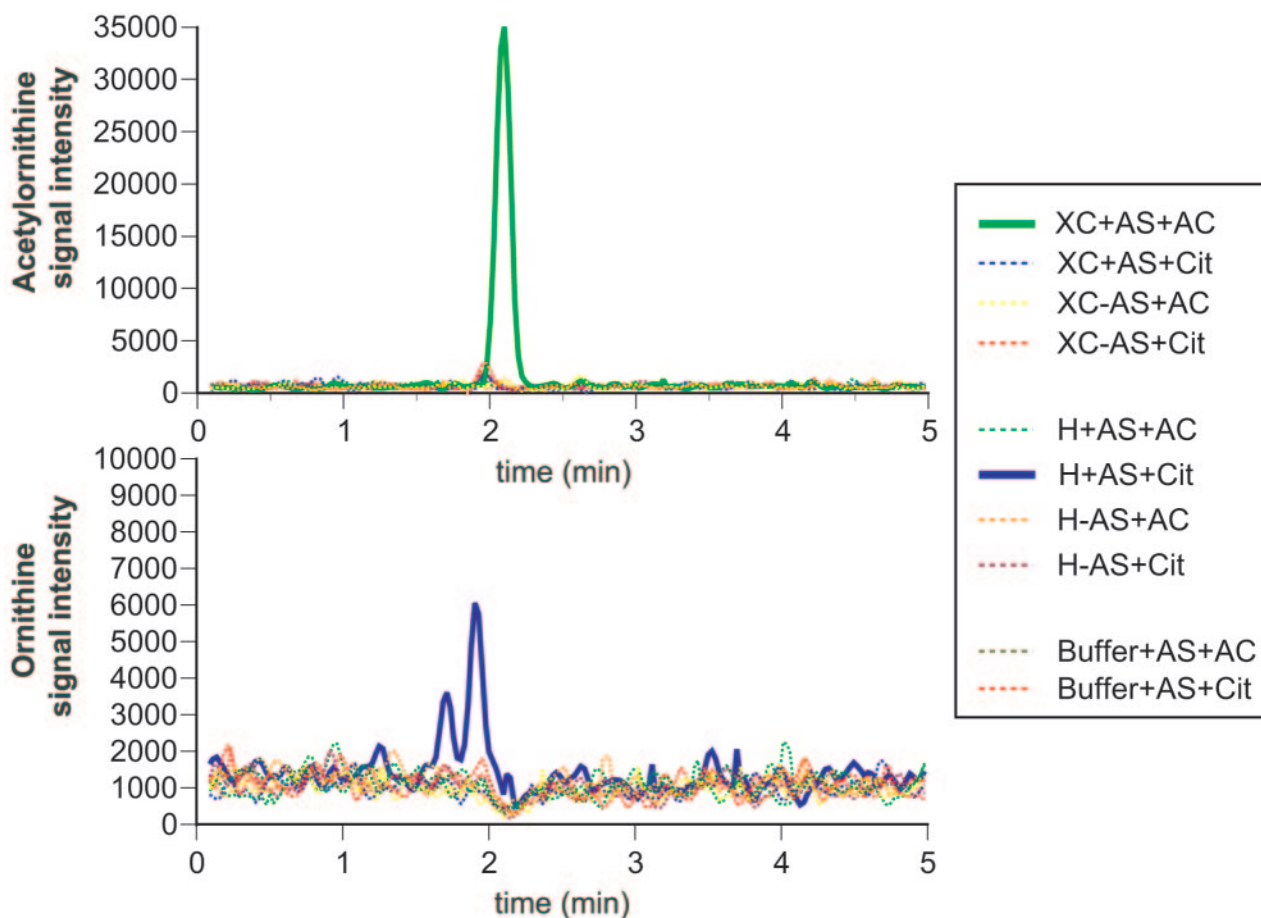 Acetylornithine
signal intensity
35000
30000
25000
20000
15000
10000
5000
0
0 1 2 3 4 5
time (min)
Ornithine
signal intensity
10000
9000
8000
7000
6000
5000
4000
3000
2000
1000
0
0 1 2 3 4 5
time (min)
XC+AS+AC
XC+AS+Cit
XC-AS+AC
XC-AS+Cit
H+AS+AC
H+AS+Cit
H-AS+AC
H-AS+Cit
Buffer+AS+AC
Buffer+AS+Cit